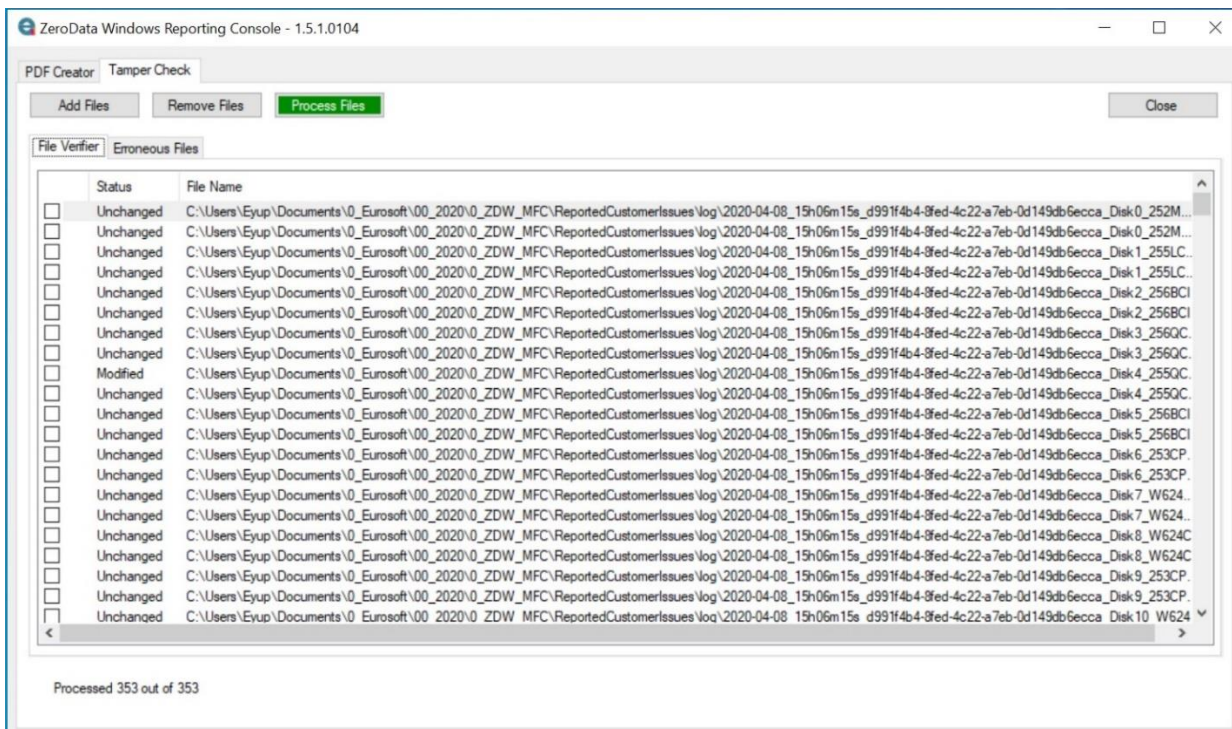 ZeroData Windows Reporting Console - 1.5.1.0104
PDF Creator Tamper Check
Add Files Remove Files Process Files Close
File Verifier Erroneous Files
Status File Name
Unchanged C:\Users\Eyup\Documents\0_Eurosoft\00_2020\0_ZDW_MFC\ReportedCustomerIssues\log\2020-04-08_15h06m15s_d991f4b4-8fed-4c22-a7eb-0d149db6ecca_Disk0_252M...
Unchanged C:\Users\Eyup\Documents\0_Eurosoft\00_2020\0_ZDW_MFC\ReportedCustomerIssues\log\2020-04-08_15h06m15s_d991f4b4-8fed-4c22-a7eb-0d149db6ecca_Disk0_252M...
Unchanged C:\Users\Eyup\Documents\0_Eurosoft\00_2020\0_ZDW_MFC\ReportedCustomerIssues\log\2020-04-08_15h06m15s_d991f4b4-8fed-4c22-a7eb-0d149db6ecca_Disk1_255LC...
Unchanged C:\Users\Eyup\Documents\0_Eurosoft\00_2020\0_ZDW_MFC\ReportedCustomerIssues\log\2020-04-08_15h06m15s_d991f4b4-8fed-4c22-a7eb-0d149db6ecca_Disk1_255LC...
Unchanged C:\Users\Eyup\Documents\0_Eurosoft\00_2020\0_ZDW_MFC\ReportedCustomerIssues\log\2020-04-08_15h06m15s_d991f4b4-8fed-4c22-a7eb-0d149db6ecca_Disk2_256BCI
Unchanged C:\Users\Eyup\Documents\0_Eurosoft\00_2020\0_ZDW_MFC\ReportedCustomerIssues\log\2020-04-08_15h06m15s_d991f4b4-8fed-4c22-a7eb-0d149db6ecca_Disk2_256BCI
Unchanged C:\Users\Eyup\Documents\0_Eurosoft\00_2020\0_ZDW_MFC\ReportedCustomerIssues\log\2020-04-08_15h06m15s_d991f4b4-8fed-4c22-a7eb-0d149db6ecca_Disk3_256QC.
Unchanged C:\Users\Eyup\Documents\0_Eurosoft\00_2020\0_ZDW_MFC\ReportedCustomerIssues\log\2020-04-08_15h06m15s_d991f4b4-8fed-4c22-a7eb-0d149db6ecca_Disk3_256QC.
Modified C:\Users\Eyup\Documents\0_Eurosoft\00_2020\0_ZDW_MFC\ReportedCustomerIssues\log\2020-04-08_15h06m15s_d991f4b4-8fed-4c22-a7eb-0d149db6ecca_Disk4_255QC.
Unchanged C:\Users\Eyup\Documents\0_Eurosoft\00_2020\0_ZDW_MFC\ReportedCustomerIssues\log\2020-04-08_15h06m15s_d991f4b4-8fed-4c22-a7eb-0d149db6ecca_Disk4_255QC.
Unchanged C:\Users\Eyup\Documents\0_Eurosoft\00_2020\0_ZDW_MFC\ReportedCustomerIssues\log\2020-04-08_15h06m15s_d991f4b4-8fed-4c22-a7eb-0d149db6ecca_Disk5_256BCI
Unchanged C:\Users\Eyup\Documents\0_Eurosoft\00_2020\0_ZDW_MFC\ReportedCustomerIssues\log\2020-04-08_15h06m15s_d991f4b4-8fed-4c22-a7eb-0d149db6ecca_Disk5_256BCI
Unchanged C:\Users\Eyup\Documents\0_Eurosoft\00_2020\0_ZDW_MFC\ReportedCustomerIssues\log\2020-04-08_15h06m15s_d991f4b4-8fed-4c22-a7eb-0d149db6ecca_Disk6_253CP.
Unchanged C:\Users\Eyup\Documents\0_Eurosoft\00_2020\0_ZDW_MFC\ReportedCustomerIssues\log\2020-04-08_15h06m15s_d991f4b4-8fed-4c22-a7eb-0d149db6ecca_Disk6_253CP.
Unchanged C:\Users\Eyup\Documents\0_Eurosoft\00_2020\0_ZDW_MFC\ReportedCustomerIssues\log\2020-04-08_15h06m15s_d991f4b4-8fed-4c22-a7eb-0d149db6ecca_Disk7_W624..
Unchanged C:\Users\Eyup\Documents\0_Eurosoft\00_2020\0_ZDW_MFC\ReportedCustomerIssues\log\2020-04-08_15h06m15s_d991f4b4-8fed-4c22-a7eb-0d149db6ecca_Disk7_W624..
Unchanged C:\Users\Eyup\Documents\0_Eurosoft\00_2020\0_ZDW_MFC\ReportedCustomerIssues\log\2020-04-08_15h06m15s_d991f4b4-8fed-4c22-a7eb-0d149db6ecca_Disk8_W624C
Unchanged C:\Users\Eyup\Documents\0_Eurosoft\00_2020\0_ZDW_MFC\ReportedCustomerIssues\log\2020-04-08_15h06m15s_d991f4b4-8fed-4c22-a7eb-0d149db6ecca_Disk8_W624C
Unchanged C:\Users\Eyup\Documents\0_Eurosoft\00_2020\0_ZDW_MFC\ReportedCustomerIssues\log\2020-04-08_15h06m15s_d991f4b4-8fed-4c22-a7eb-0d149db6ecca_Disk9_253CP.
Unchanged C:\Users\Eyup\Documents\0_Eurosoft\00_2020\0_ZDW_MFC\ReportedCustomerIssues\log\2020-04-08_15h06m15s_d991f4b4-8fed-4c22-a7eb-0d149db6ecca_Disk9_253CP.
Unchanged C:\Users\Eyup\Documents\0_Eurosoft\00_2020\0_ZDW_MFC\ReportedCustomerIssues\log\2020-04-08_15h06m15s_d991f4b4-8fed-4c22-a7eb-0d149db6ecca_Disk10_W624
Processed 353 out of 353